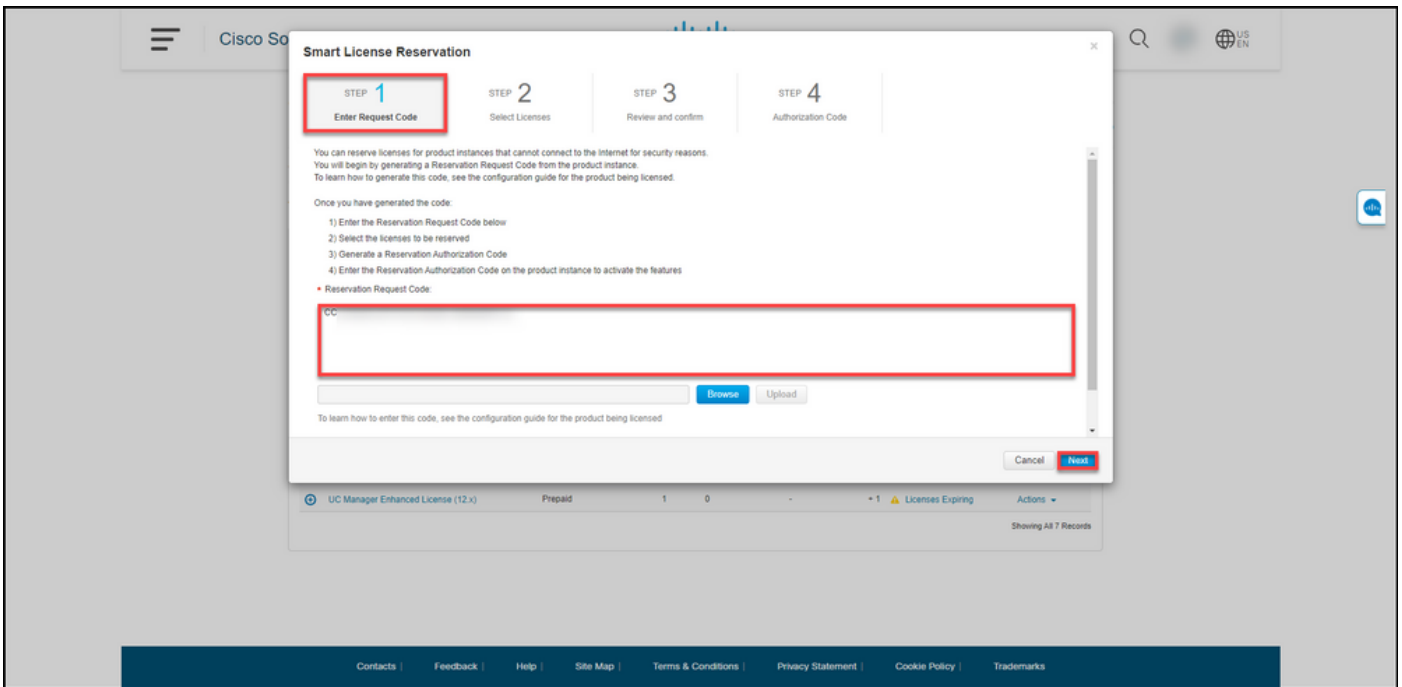 Cisco So
US
EN
Smart License Reservation
×
STEP 1
Enter Request Code
STEP 2
Select Licenses
STEP 3
Review and confirm
STEP 4
Authorization Code
You can reserve licenses for product instances that cannot connect to the Internet for security reasons.
You will begin by generating a Reservation Request Code from the product instance.
To learn how to generate this code, see the configuration guide for the product being licensed.
Once you have generated the code:
1) Enter the Reservation Request Code below
2) Select the licenses to be reserved
3) Generate a Reservation Authorization Code
4) Enter the Reservation Authorization Code on the product instance to activate the features
* Reservation Request Code:
CC
Browse Upload
To learn how to enter this code, see the configuration guide for the product being licensed
Cancel Next
UC Manager Enhanced License (12.x) Prepaid 1 0 - + 1 Licenses Expiring Actions
Showing All 7 Records
Contacts | Feedback | Help | Site Map | Terms & Conditions | Privacy Statement | Cookie Policy | Trademarks